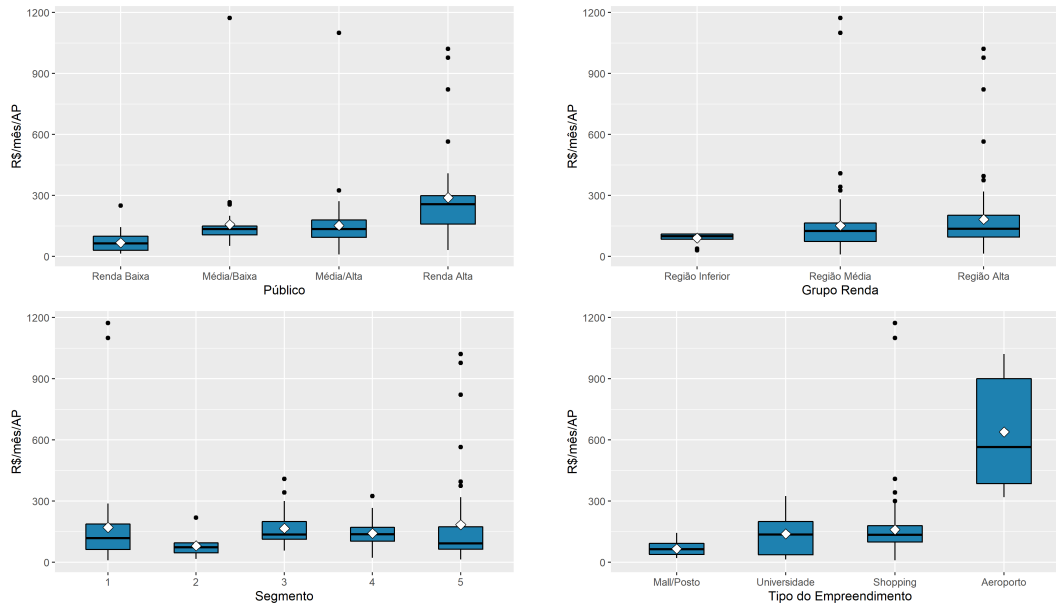 R$/mês/AP
1200
900
600
300
0
Renda Baixa Média/Baixa Média/Alta Renda Alta
Público
R$/mês/AP
1200
900
600
300
0
Região Inferior Região Média Região Alta
Grupo Renda
R$/mês/AP
1200
900
600
300
0
1 2 3 4 5
Segmento
R$/mês/AP
1200
900
600
300
0
Mall/Posto Universidade Shopping Aeroporto
Tipo do Empreendimento